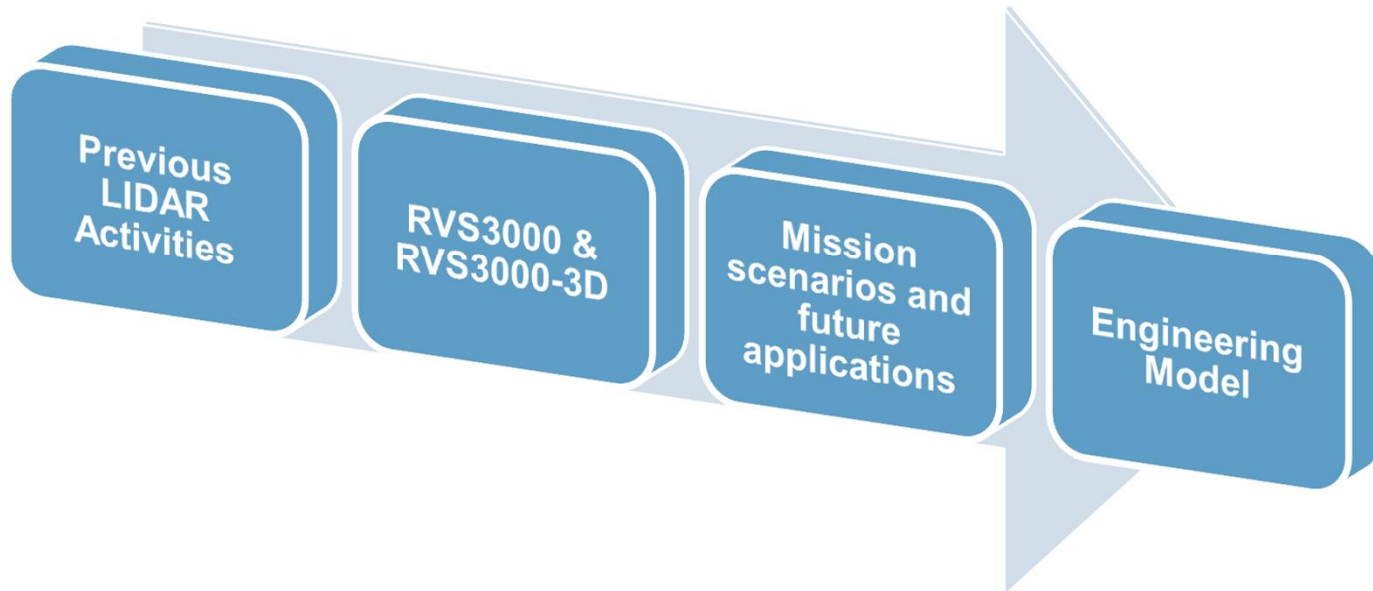 Previous
LIDAR
Activities
RVS3000 &
RVS3000-3D
Mission
scenarios and
future
applications
Engineering
Model